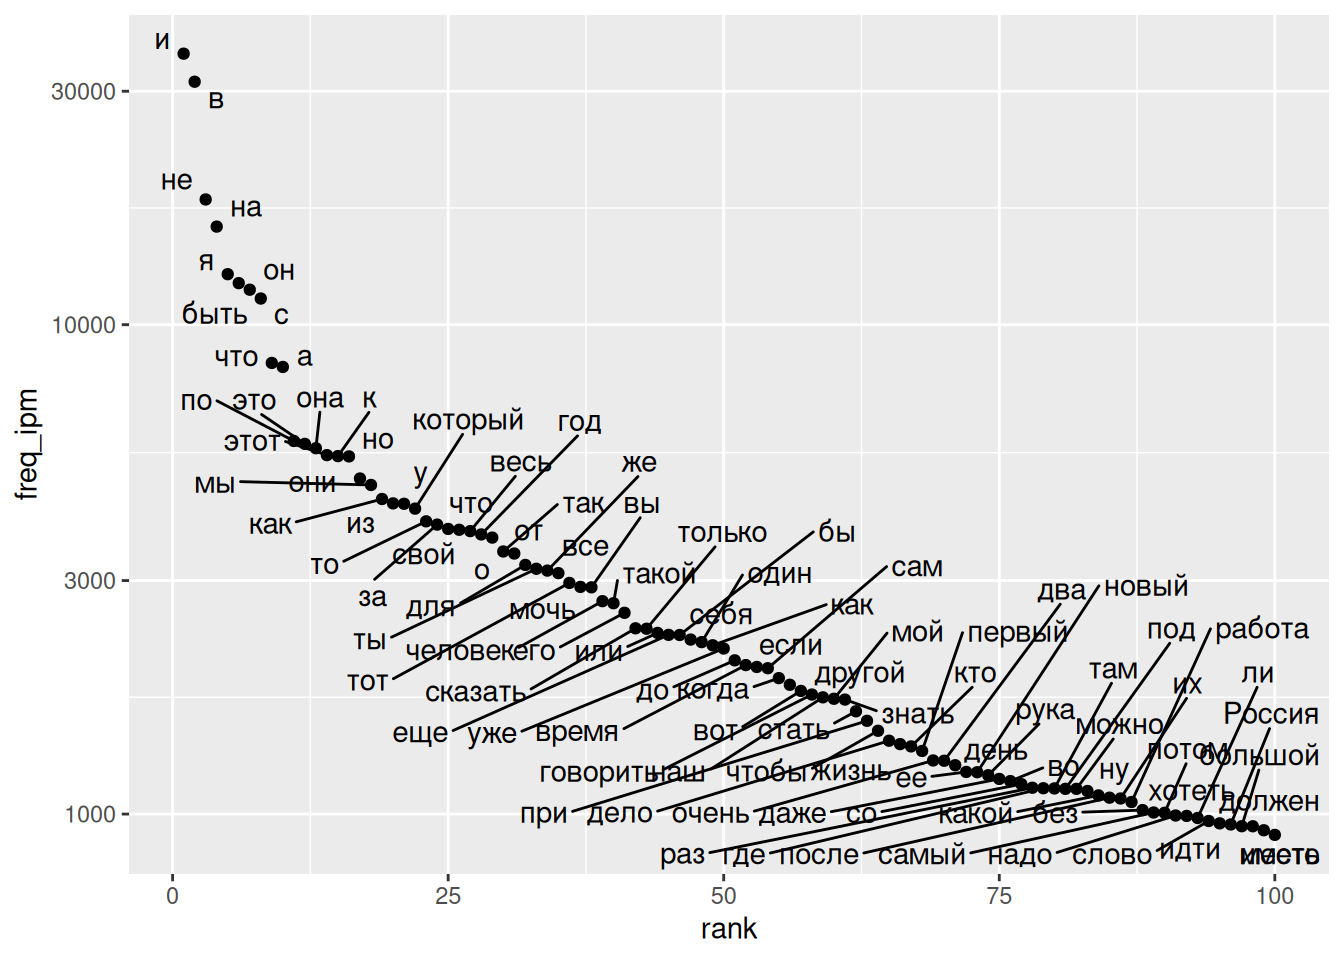 и
30000
в
не
на
я
он
быть
с
10000
что
а
по
это
она
к
который
год
этот
но
мы
они
у
весь
же
как
из
что
так
вы
то
свой
от
все
только
бы
за
о
такой
один
сам
для
мочь
себя
как
два
новый
3000
ты
человек
его
или
если
мой
первый
под
работа
тот
сказать
до
когда
другой
кто
там
их
ли
еще
уже
время
вот
стать
знать
рука
можно
Россия
говорить
наш
чтобы
жизнь
ее
день
во
ну
потом
большой
при
дело
очень
даже
со
какой
без
хотеть
должен
1000
раз
где
после
самый
надо
слово
идти
freq_ipm
0
25
50
75
100
rank